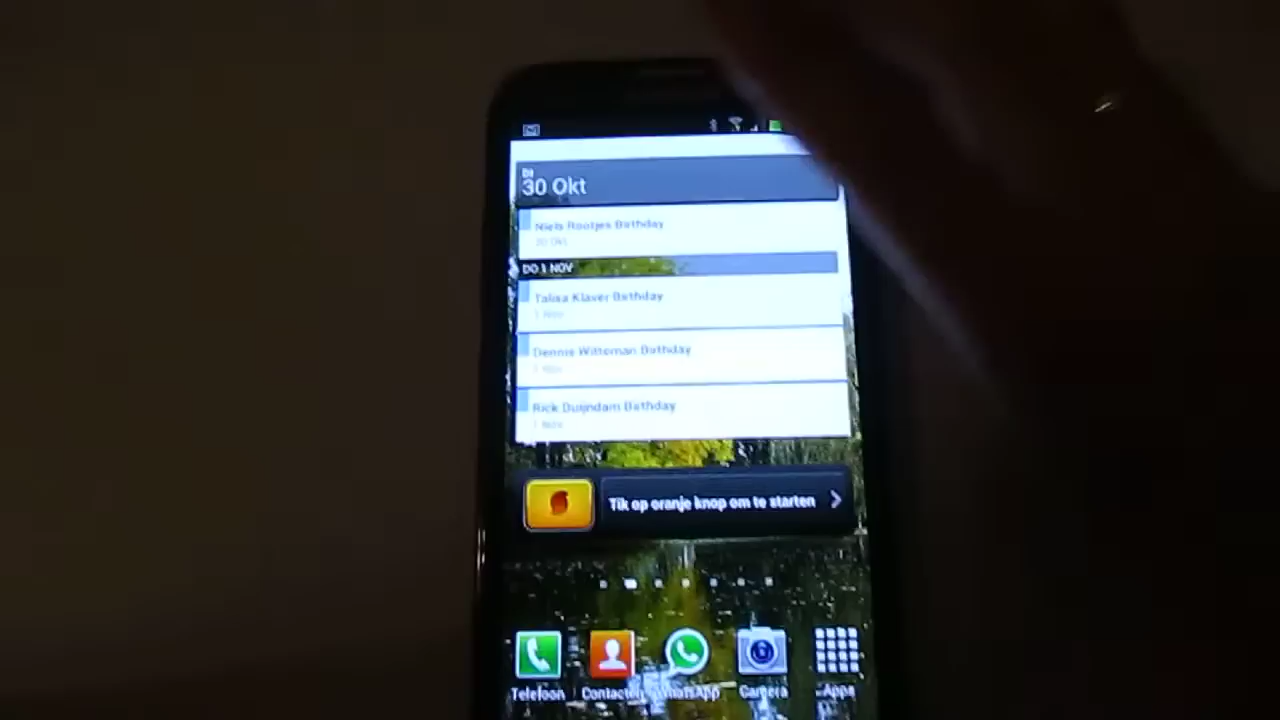 DI
30 Okt
Niels Rootjes Birthday
30 Okt
DO 1 NOV
Talisa Klaver Birthday
1 Nov
Dennis Witteman Birthday
1 Nov
Rick Duijndam Birthday
1 Nov
Tik op oranje knop om te starten
Telefoon Contacten WhatsApp Camera Apps